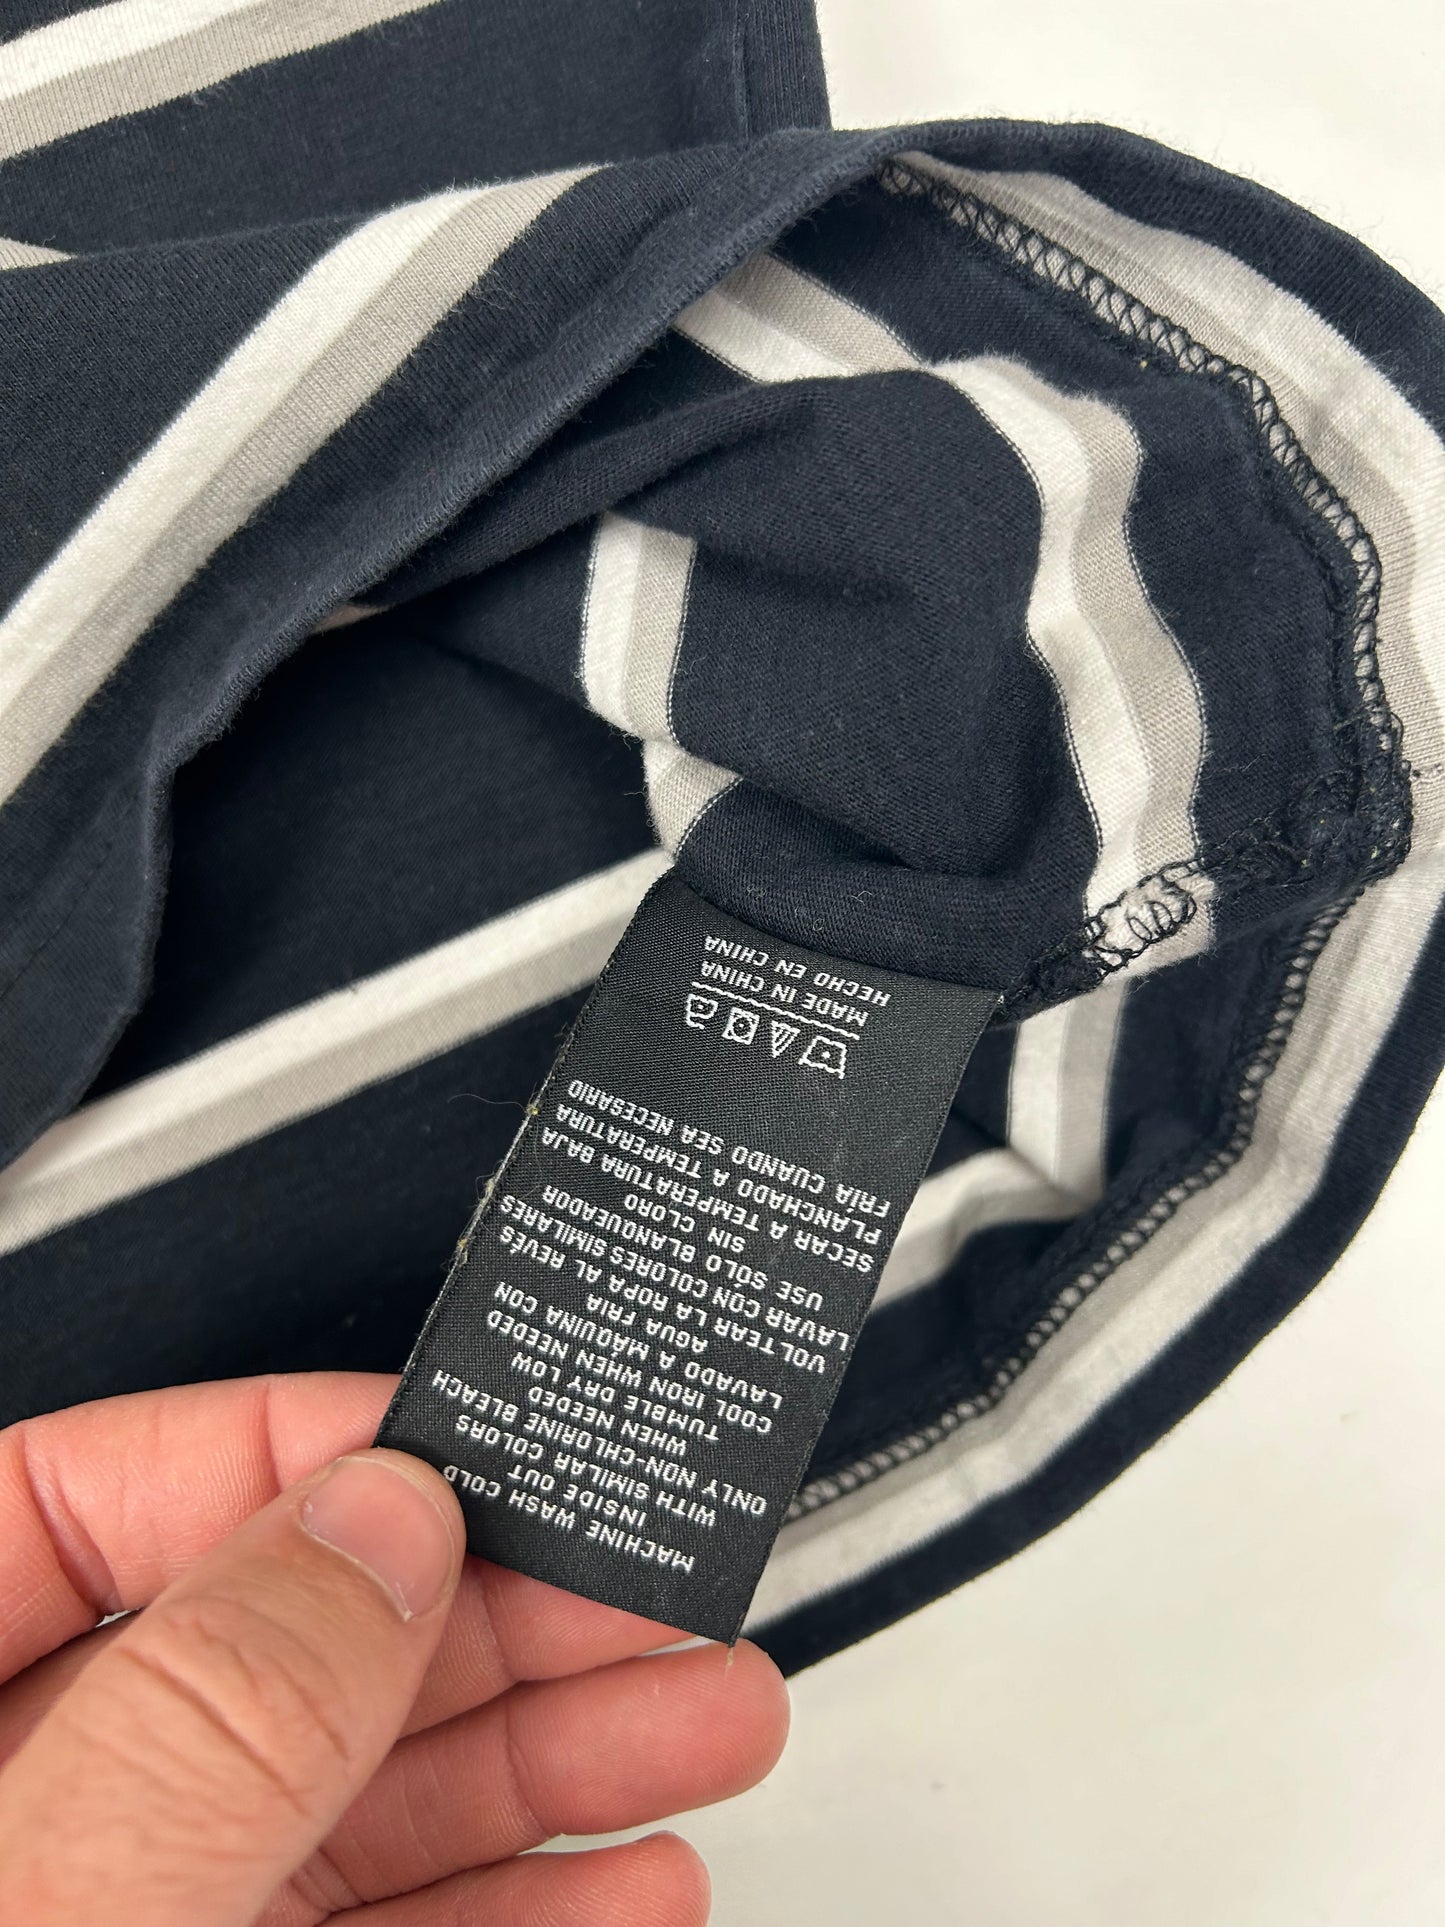 MACHINE WASH COLD
INSIDE OUT
WITH SIMILAR COLORS
ONLY NON-CHLORINE BLEACH
WHEN NEEDED
TUMBLE DRY LOW
COOL IRON WHEN NEEDED
LAVADO A MÁQUINA CON
AGUA FRIA
VOLTEAR LA ROPA AL REVÉS
LAVAR CON COLORES SIMILARES
USE SÓLO BLANQUEADOR
SIN CLORO
SECAR A TEMPERATURA BAJA
PLANCHADO A TEMPERATURA
FRÍA CUANDO SEA NECESARIO
MADE IN CHINA
HECHO EN CHINA